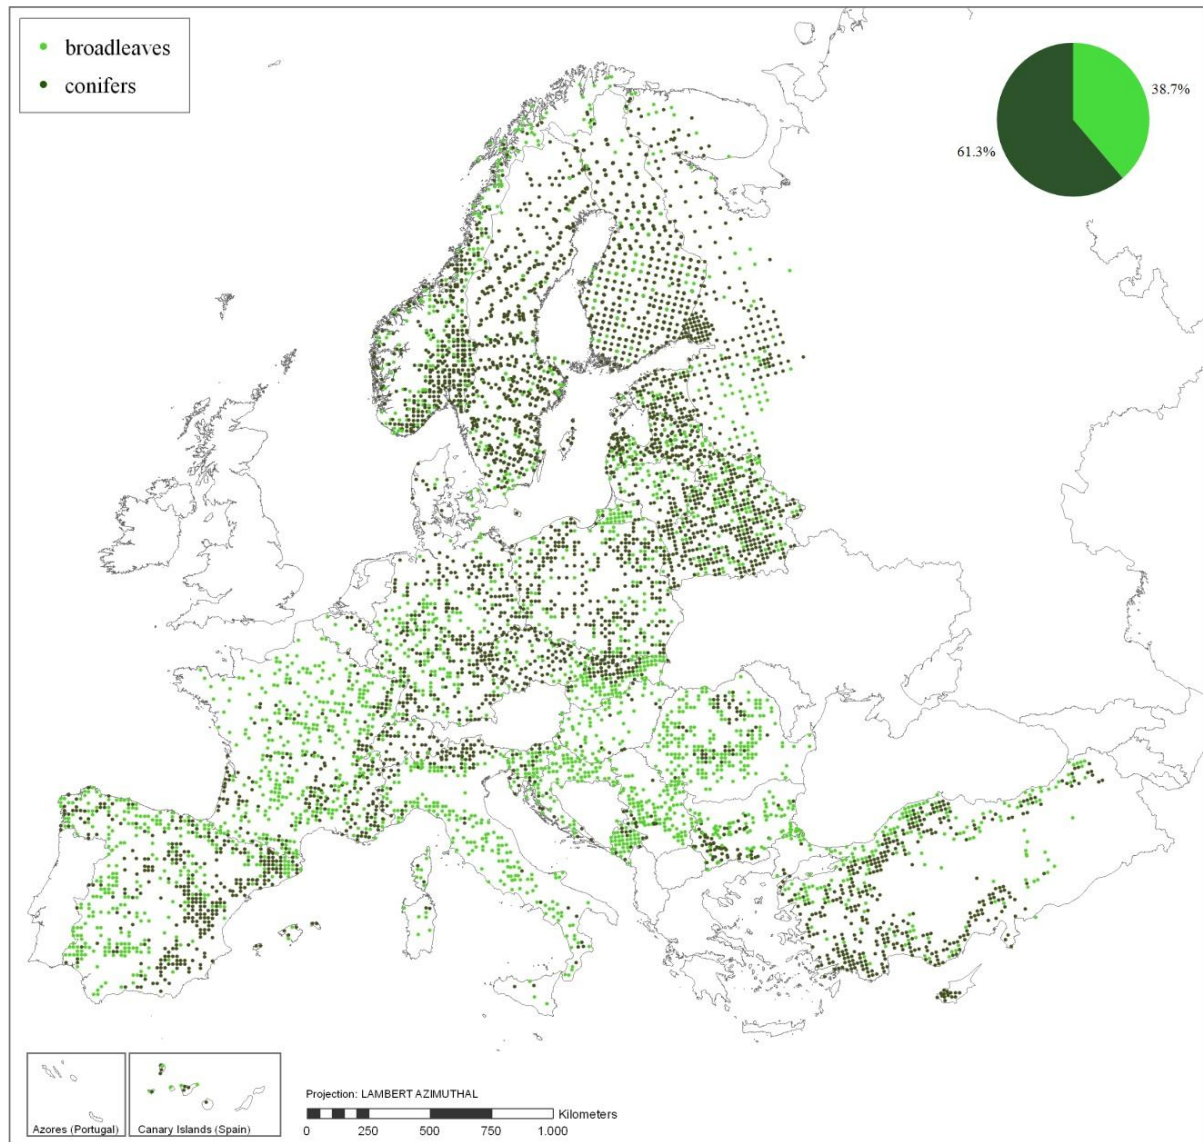 broadleaves
conifers
38.7%
61.3%
Projection: LAMBERT AZIMUTHAL
Kilometers
0 250 500 750 1.000
Azores (Portugal)
Canary Islands (Spain)